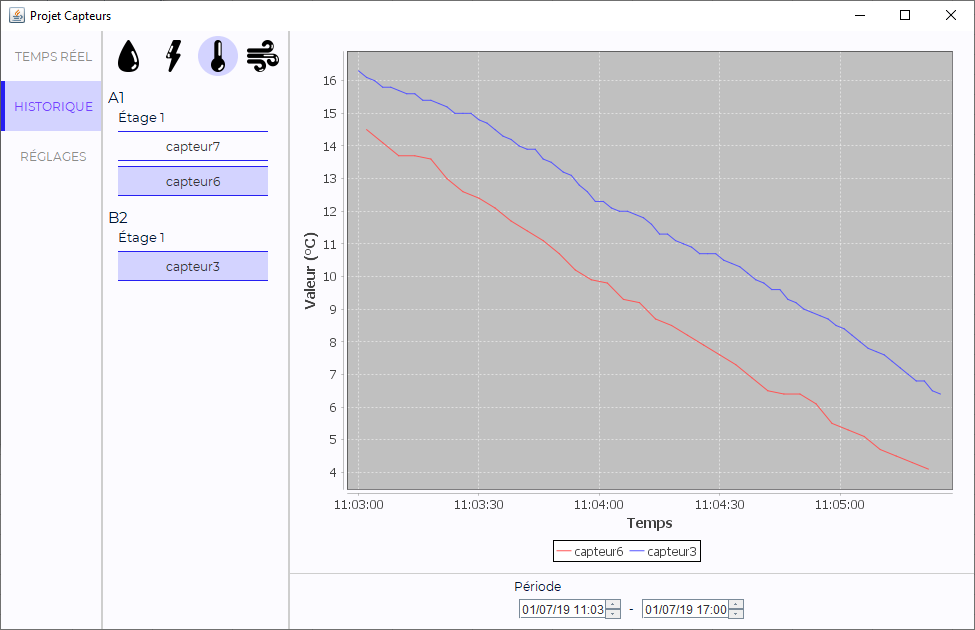 Projet Capteurs
TEMPS RÉEL
HISTORIQUE
RÉGLAGES
A1
Étage 1
capteur7
capteur6
B2
Étage 1
capteur3
Valeur (°C)
16
15
14
13
12
11
10
9
8
7
6
5
4
11:03:00 11:03:30 11:04:00 11:04:30 11:05:00
Temps
capteur6 capteur3
Période
01/07/19 11:03 - 01/07/19 17:00